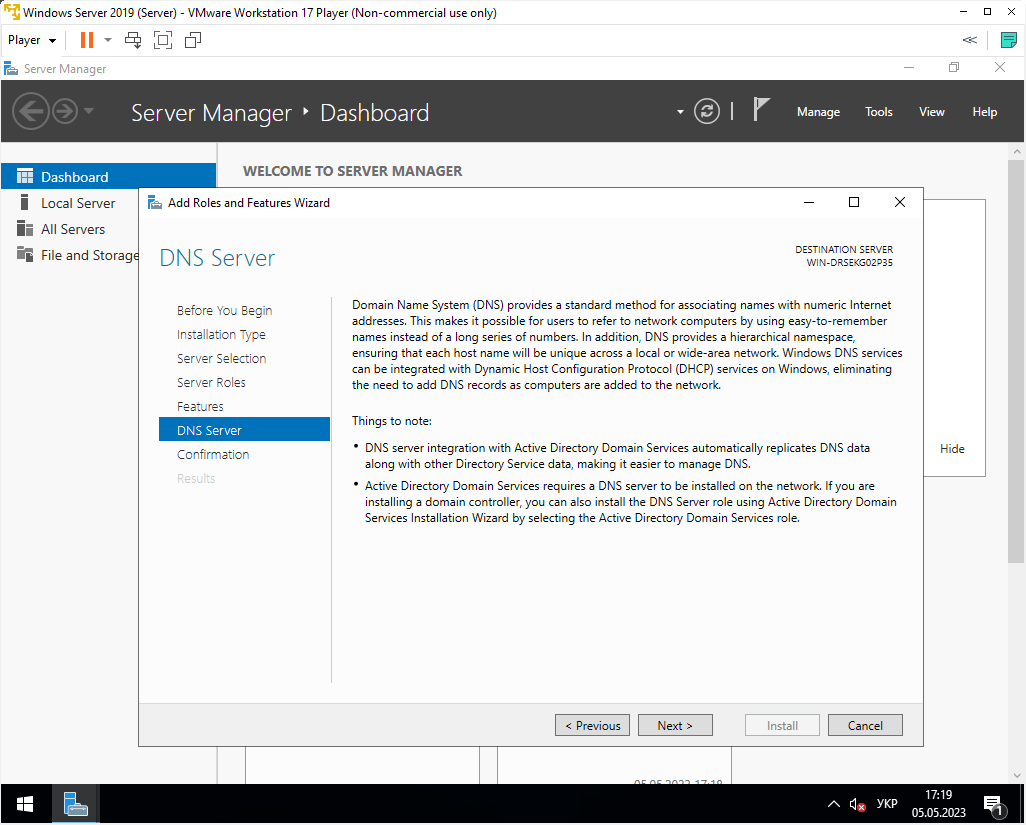 Windows Server 2019 (Server) - VMware Workstation 17 Player (Non-commercial use only)
Player
Server Manager
Server Manager Dashboard
Manage Tools View Help
Dashboard
Local Server
All Servers
File and Storage
WELCOME TO SERVER MANAGER
Add Roles and Features Wizard
DNS Server
DESTINATION SERVER
WIN-DRSEKG02P35
Before You Begin
Installation Type
Server Selection
Server Roles
Features
DNS Server
Confirmation
Results
Domain Name System (DNS) provides a standard method for associating names with numeric Internet
addresses. This makes it possible for users to refer to network computers by using easy-to-remember
names instead of a long series of numbers. In addition, DNS provides a hierarchical namespace,
ensuring that each host name will be unique across a local or wide-area network. Windows DNS services
can be integrated with Dynamic Host Configuration Protocol (DHCP) services on Windows, eliminating
the need to add DNS records as computers are added to the network.
Things to note:
• DNS server integration with Active Directory Domain Services automatically replicates DNS data
along with other Directory Service data, making it easier to manage DNS.
• Active Directory Domain Services requires a DNS server to be installed on the network. If you are
installing a domain controller, you can also install the DNS Server role using Active Directory Domain
Services Installation Wizard by selecting the Active Directory Domain Services role.
Hide
< Previous
Next >
Install
Cancel
05.05.2023 17:18
УКР
17:19
05.05.2023
1